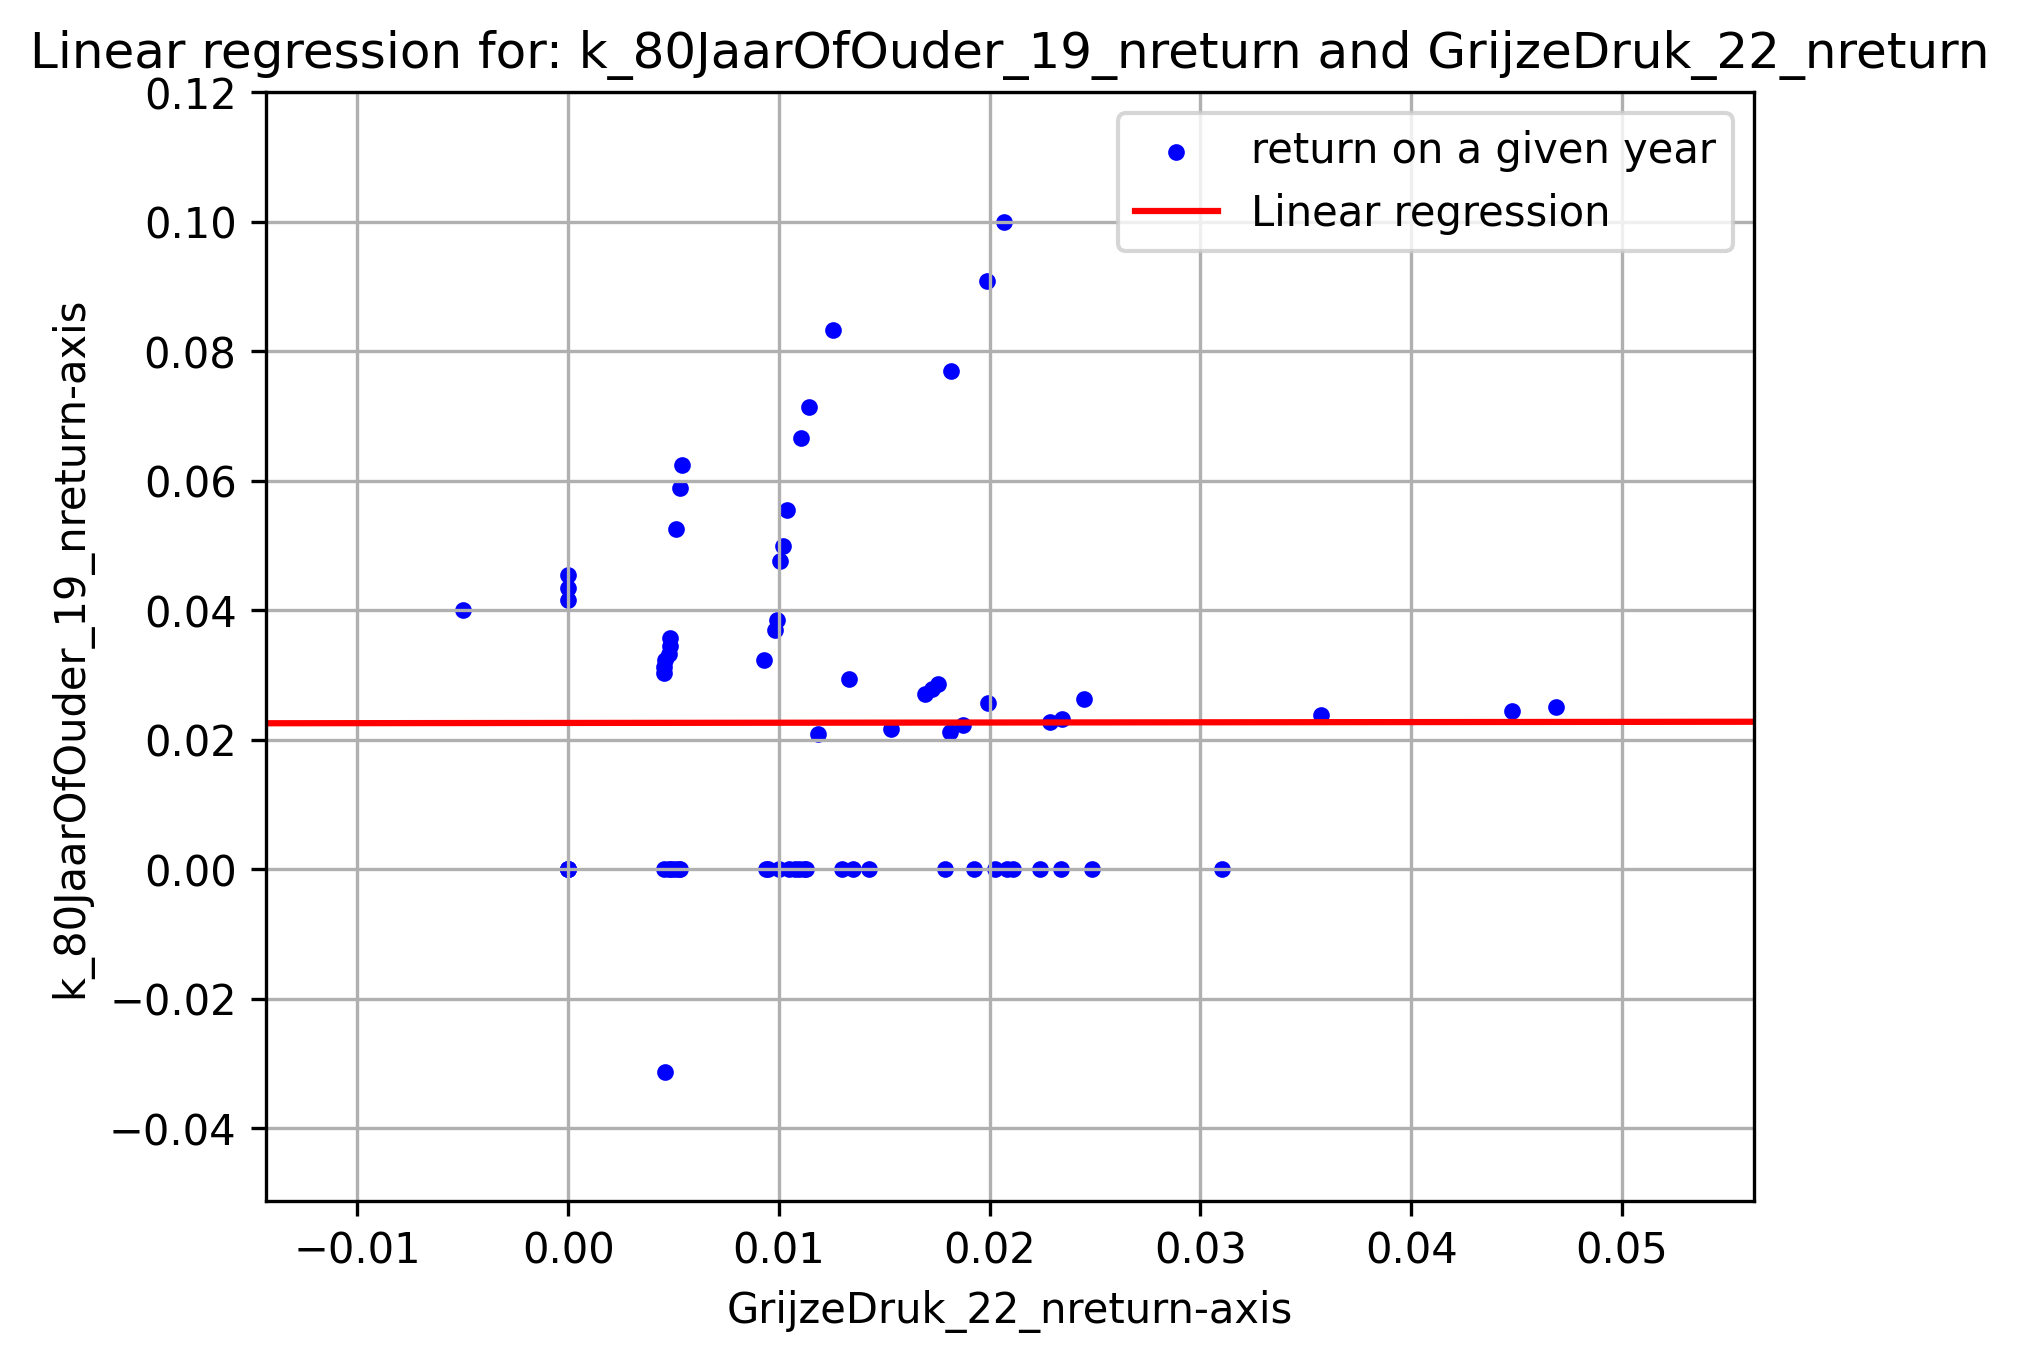 Linear regression for: k_80JaarOfOuder_19_nreturn and GrijzeDruk_22_nreturn
0.12
0.10
0.08
0.06
0.04
0.02
0.00
−0.02
−0.04
k_80JaarOfOuder_19_nreturn-axis
return on a given year
Linear regression
−0.01 0.00 0.01 0.02 0.03 0.04 0.05
GrijzeDruk_22_nreturn-axis